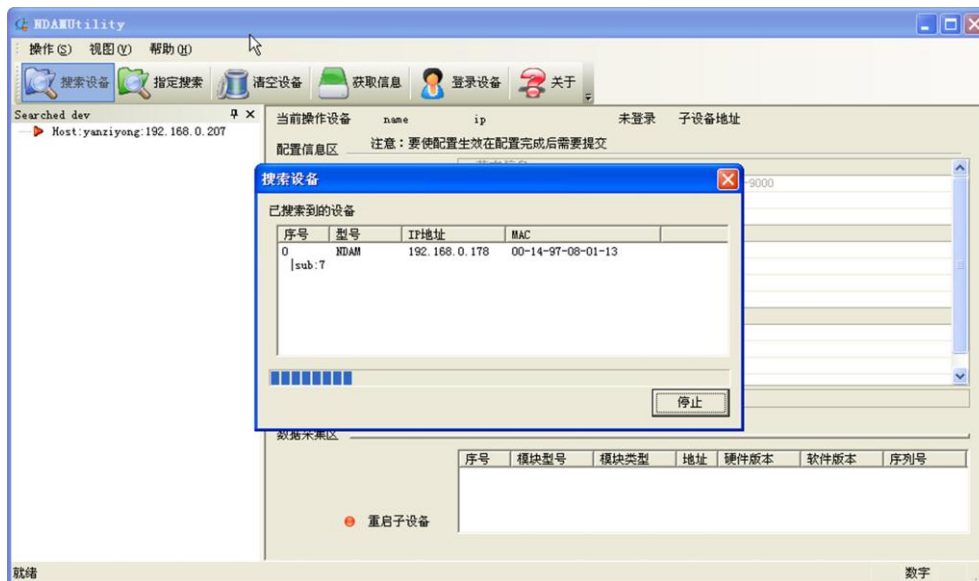 NDAMUtility
操作(S) 视图(V) 帮助(H)
搜索设备 指定搜索 清空设备 获取信息 登录设备 关于
Searched dev
Host:yanziyong:192.168.0.207
当前操作设备 name ip 未登录 子设备地址
配置信息区 注意：要使配置生效在配置完成后需要提交
-9000
搜索设备
已搜索到的设备
序号 型号 IP地址 MAC
0 NDAM 192.168.0.178 00-14-97-08-01-13
|sub:7
停止
数据采集区
序号 模块型号 模块类型 地址 硬件版本 软件版本 序列号
重启子设备
就绪 数字